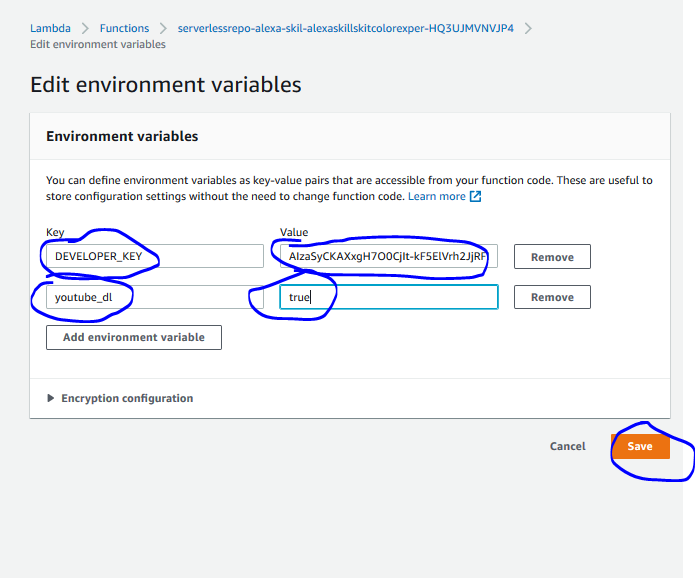 Lambda > Functions > serverlessrepo-alexa-skil-alexaskillskitcolorexper-HQ3UJMVNVJP4 >
Edit environment variables
Edit environment variables
Environment variables
You can define environment variables as key-value pairs that are accessible from your function code. These are useful to
store configuration settings without the need to change function code. Learn more
Key Value
DEVELOPER_KEY AIzaSyCKAXxgH7O0CjIt-kF5ElVrh2JjRF Remove
youtube_dl true Remove
Add environment variable
Encryption configuration
Cancel Save